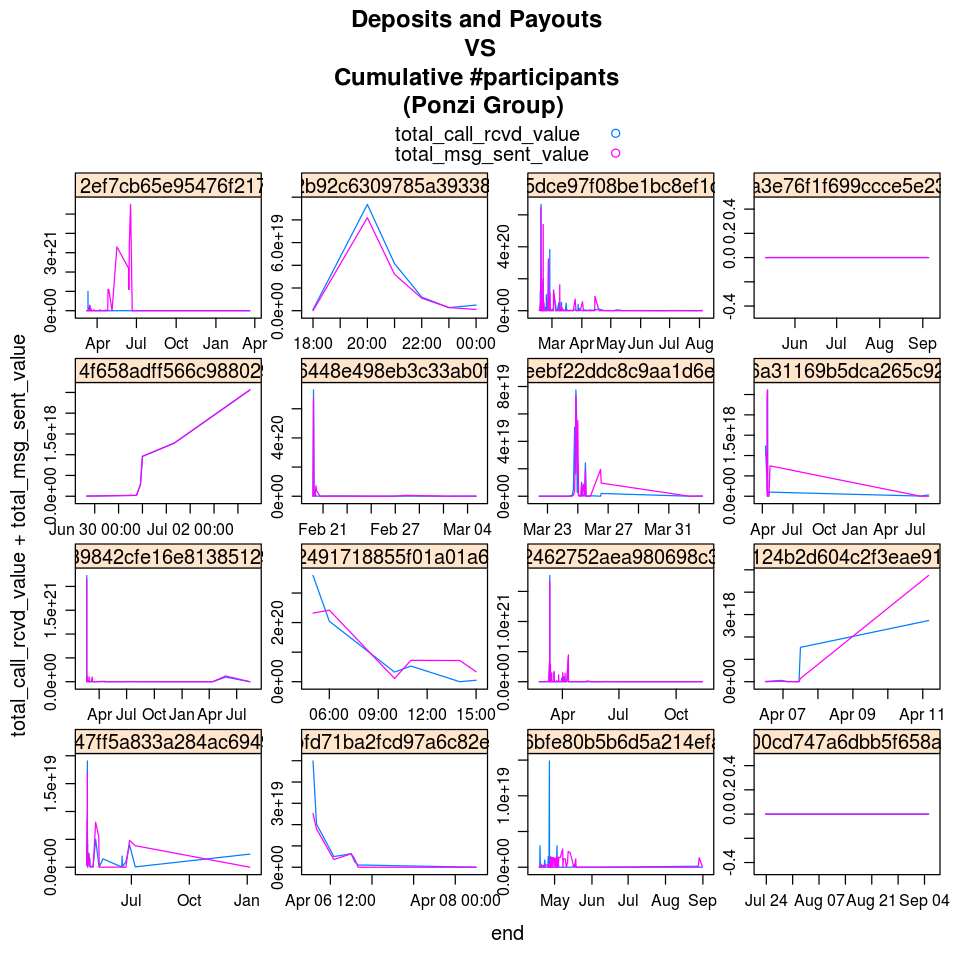 Deposits and Payouts
VS
Cumulative #participants
(Ponzi Group)
total_call_rcvd_value
total_msg_sent_value
total_call_rcvd_value + total_msg_sent_value
2ef7cb65e95476f217
2b92c6309785a39338
5dce97f08be1bc8ef1
a3e76f1f699ccce5e23
0e+00 3e+21
0.0e+00 6.0e+19
0e+00 4e+20
-0.4 0.0 0.2 0.4
Apr Jul Oct Jan Apr
18:00 20:00 22:00 00:00
Mar Apr May Jun Jul Aug
Jun Jul Aug Sep
4f658adff566c98802
6448e498eb3c33ab0f
eebf22ddc8c9aa1d6e
6a31169b5dca265c92
0.0e+00 1.5e+18
0e+00 4e+20
0e+00 4e+19 8e+19
0.0e+00 1.5e+18
Jun 30 00:00 Jul 02 00:00
Feb 21 Feb 27 Mar 04
Mar 23 Mar 27 Mar 31
Apr Jul Oct Jan Apr Jul
39842cfe16e8138512
2491718855f01a01a6
2462752aea980698c3
124b2d604c2f3eae91
0.0e+00 1.5e+21
0e+00 2e+20
0.0e+00 1.0e+21
0e+00 3e+18
Apr Jul Oct Jan Apr Jul
06:00 09:00 12:00 15:00
Apr Jul Oct
Apr 07 Apr 09 Apr 11
47ff5a833a284ac694
fd71ba2fcd97a6c82e
6bfe80b5b6d5a214ef
00cd747a6dbb5f658a
0.0e+00 1.5e+19
0e+00 3e+19
0.0e+00 1.0e+19
-0.4 0.0 0.2 0.4
Jul Oct Jan
Apr 06 12:00 Apr 08 00:00
May Jun Jul Aug Sep
Jul 24 Aug 07 Aug 21 Sep 04
end